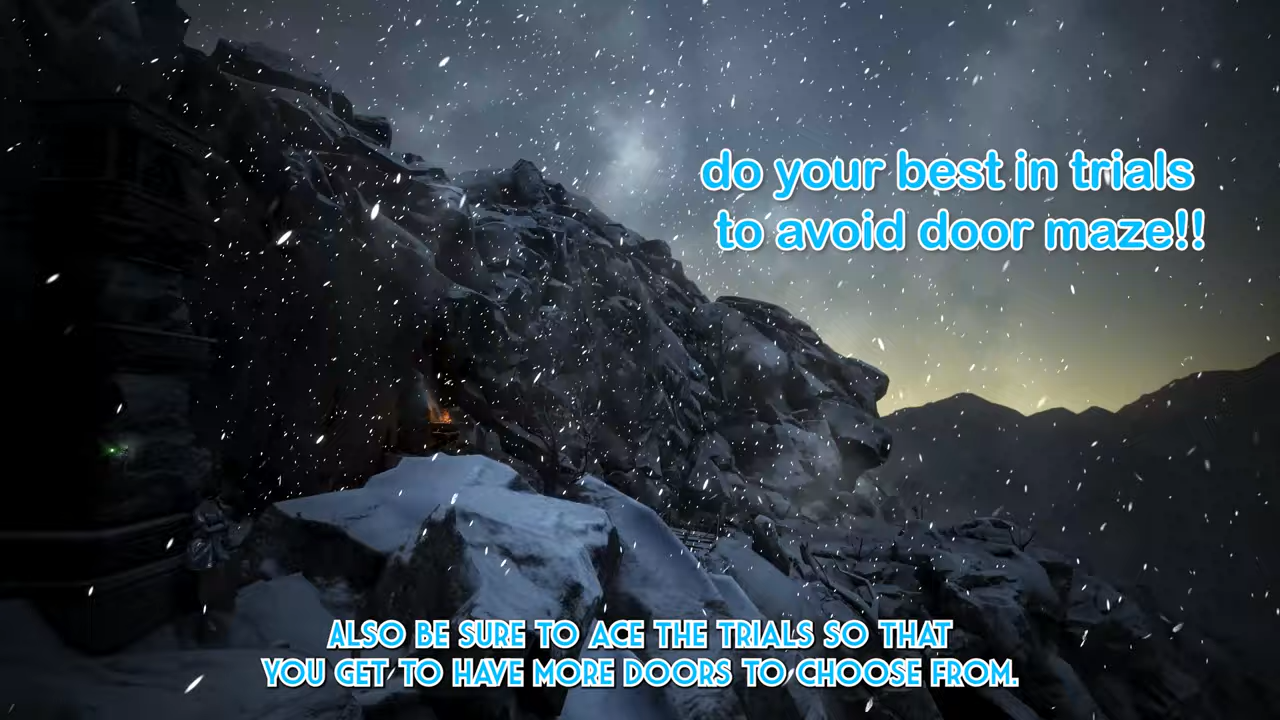 do your best in trials
to avoid door maze!!
ALSO BE SURE TO ACE THE TRIALS SO THAT
YOU GET TO HAVE MORE DOORS TO CHOOSE FROM.